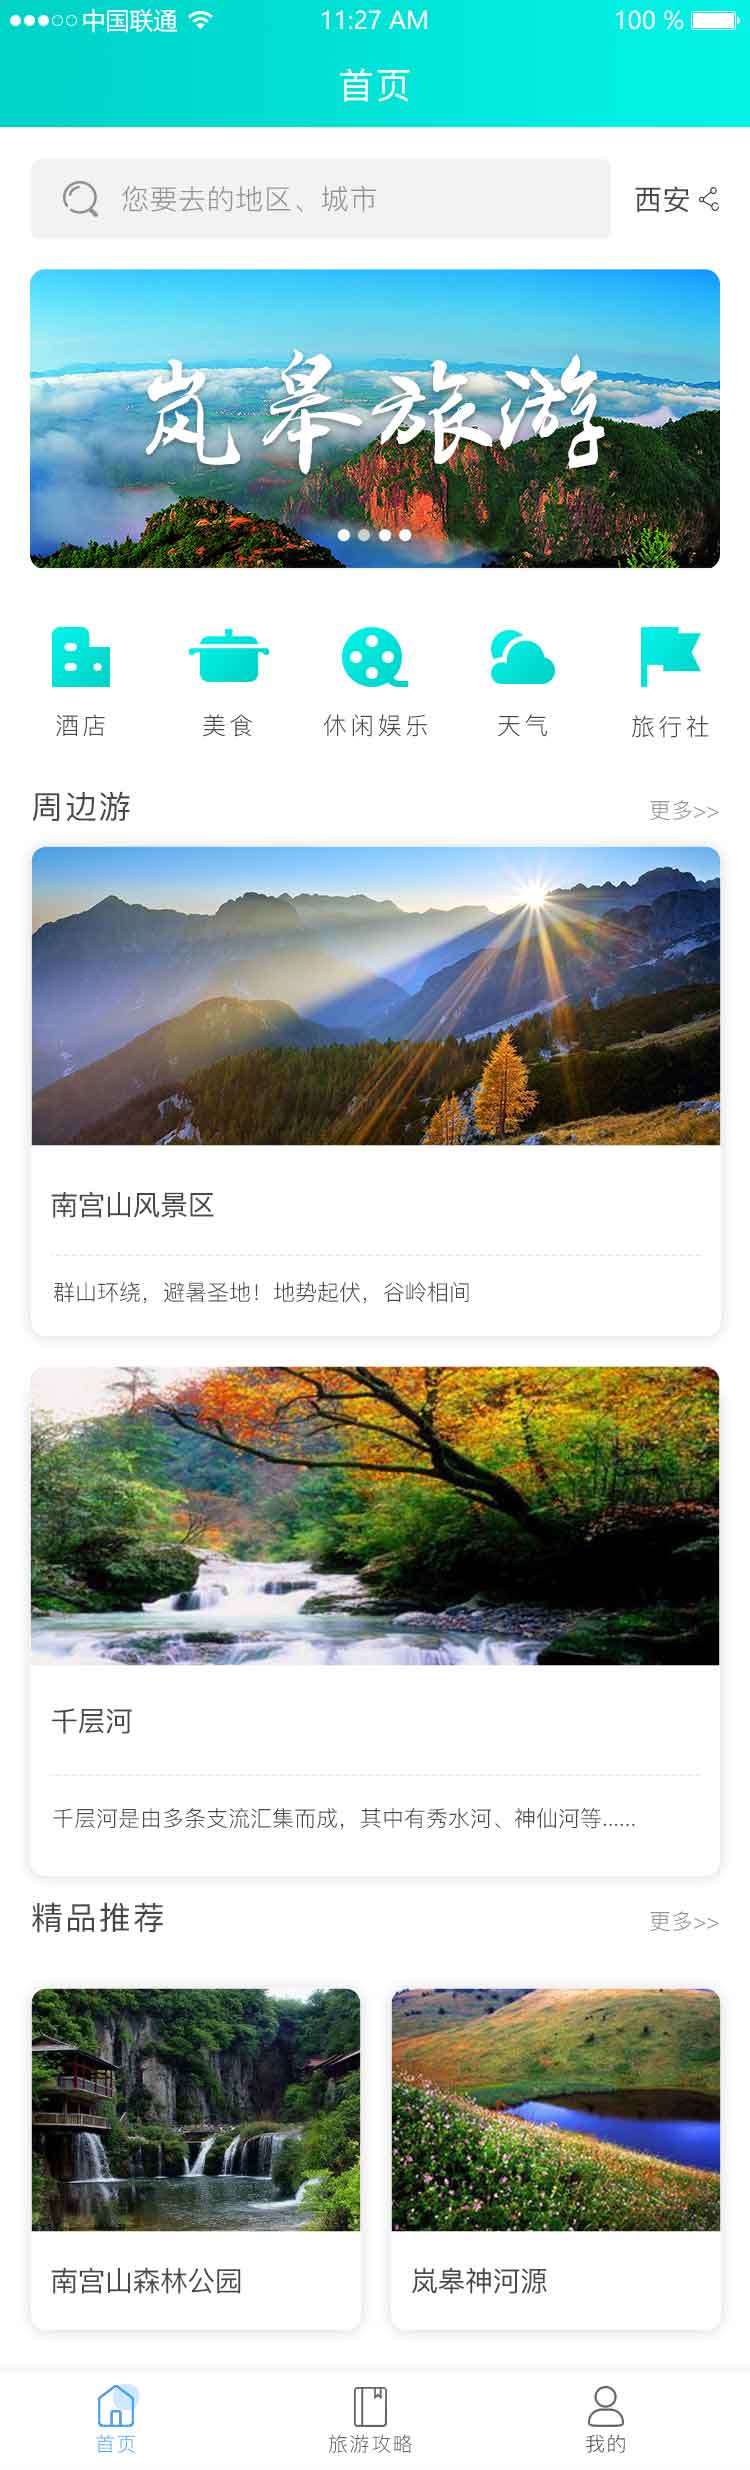 中国联通 11:27 AM 100 %
首页
您要去的地区、城市 西安
岚皋旅游
酒店 美食 休闲娱乐 天气 旅行社
周边游 更多>>
南宫山风景区
群山环绕，避暑圣地！地势起伏，谷岭相间
千层河
千层河是由多条支流汇集而成，其中有秀水河、神仙河等......
精品推荐 更多>>
南宫山森林公园 岚皋神河源
首页 旅游攻略 我的